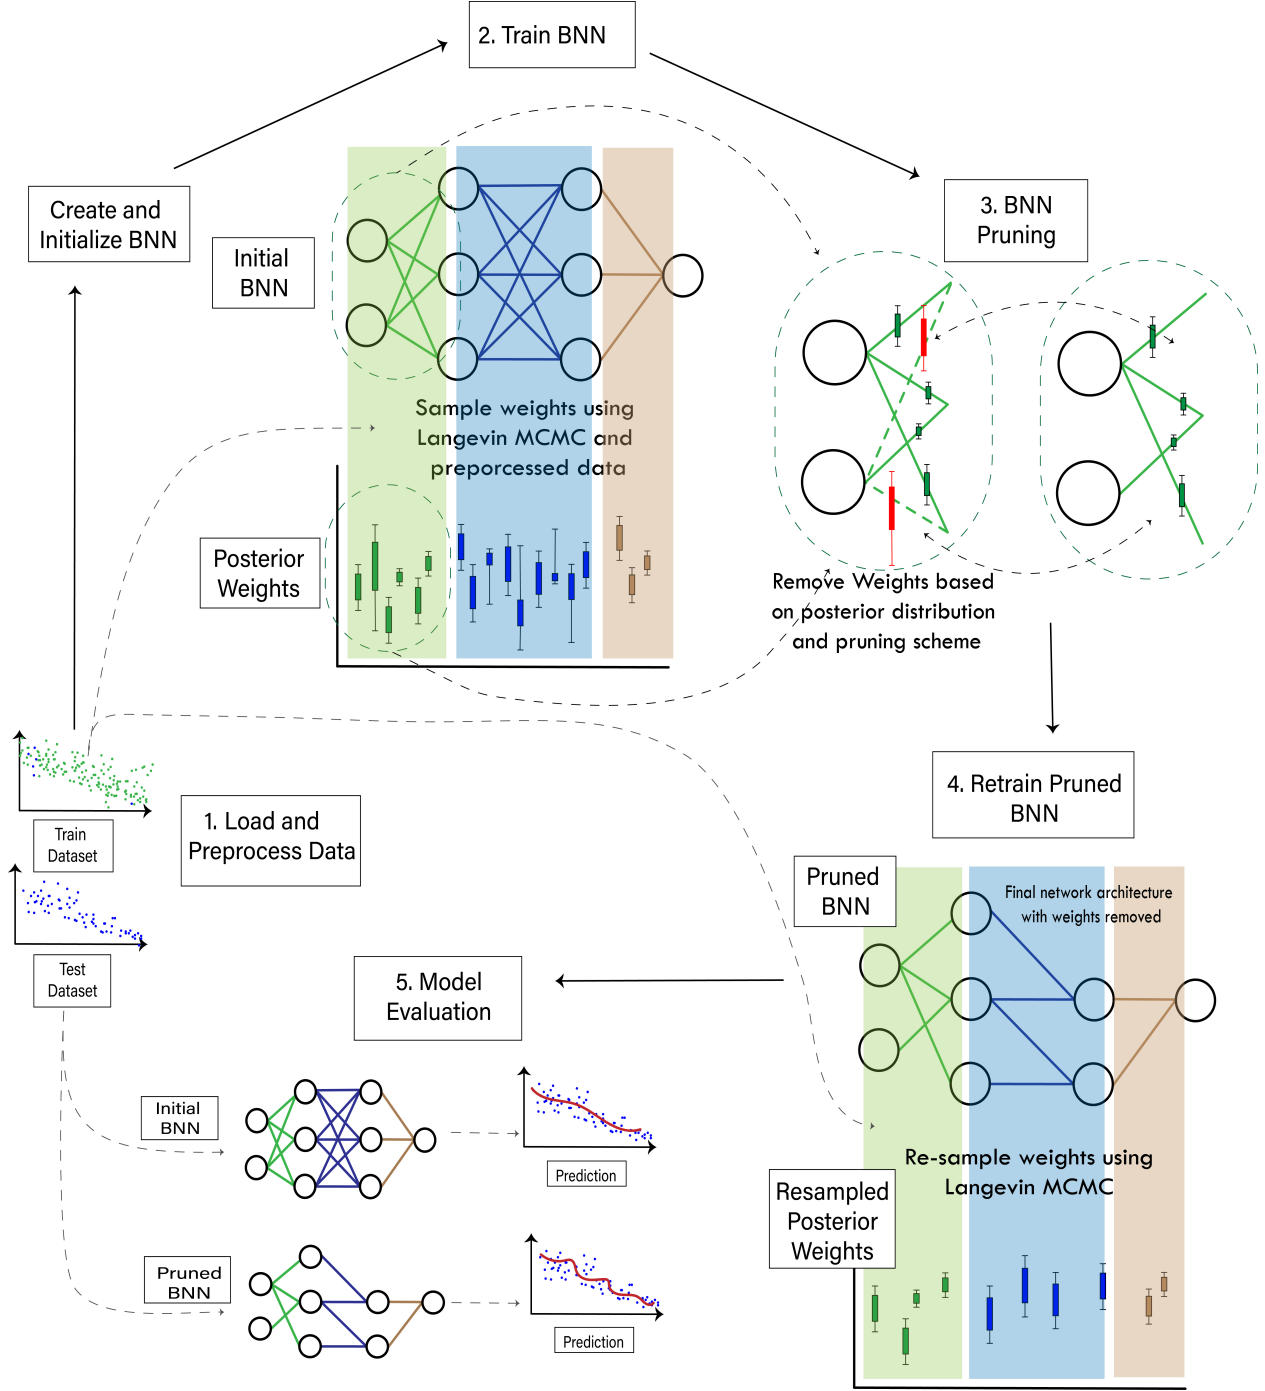 2. Train BNN
Create and
Initialize BNN
3. BNN
Pruning
Initial
BNN
Sample weights using
Langevin MCMC and
preporcessed data
Posterior
Weights
Remove Weights based
on posterior distribution
and pruning scheme
1. Load and
Preprocess Data
Train
Dataset
Test
Dataset
4. Retrain Pruned
BNN
Pruned
BNN
Final network architecture
with weights removed
5. Model
Evaluation
Re-sample weights using
Langevin MCMC
Resampled
Posterior
Weights
Initial
BNN
Prediction
Pruned
BNN
Prediction